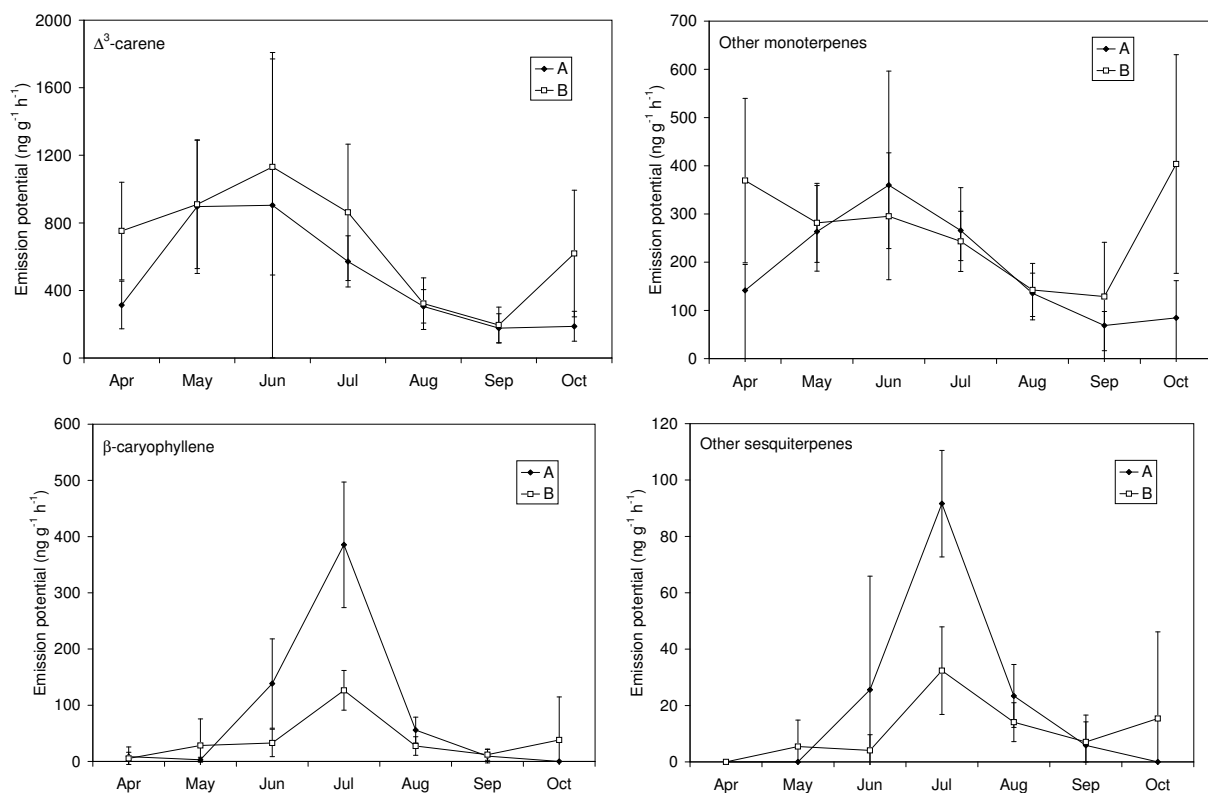 Δ³-carene
Emission potential (ng g⁻¹ h⁻¹)
2000
1600
1200
800
400
0
A
B
Apr May Jun Jul Aug Sep Oct
Other monoterpenes
Emission potential (ng g⁻¹ h⁻¹)
700
600
500
400
300
200
100
0
A
B
Apr May Jun Jul Aug Sep Oct
β-caryophyllene
Emission potential (ng g⁻¹ h⁻¹)
600
500
400
300
200
100
0
A
B
Apr May Jun Jul Aug Sep Oct
Other sesquiterpenes
Emission potential (ng g⁻¹ h⁻¹)
120
100
80
60
40
20
0
A
B
Apr May Jun Jul Aug Sep Oct